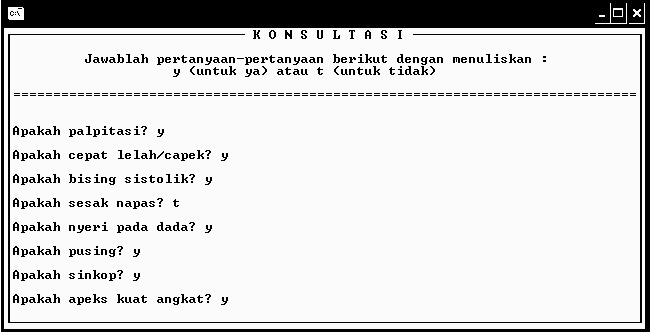 C:\
K O N S U L T A S I
Jawablah pertanyaan-pertanyaan berikut dengan menuliskan :
y (untuk ya) atau t (untuk tidak)
==============================================================================
Apakah palpitasi? y
Apakah cepat lelah/capek? y
Apakah bising sistolik? y
Apakah sesak napas? t
Apakah nyeri pada dada? y
Apakah pusing? y
Apakah sinkop? y
Apakah apeks kuat angkat? y